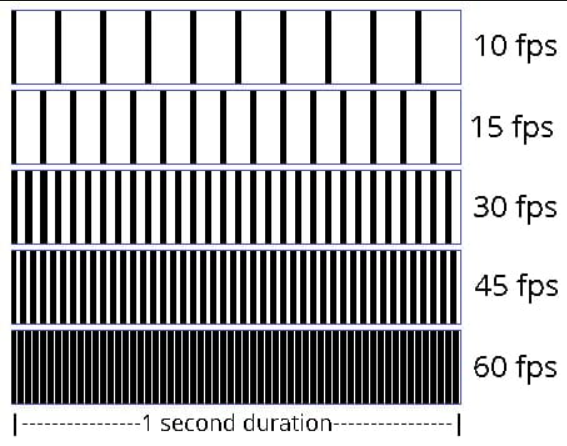 10 fps
15 fps
30 fps
45 fps
60 fps
|--------------------1 second duration--------------------|